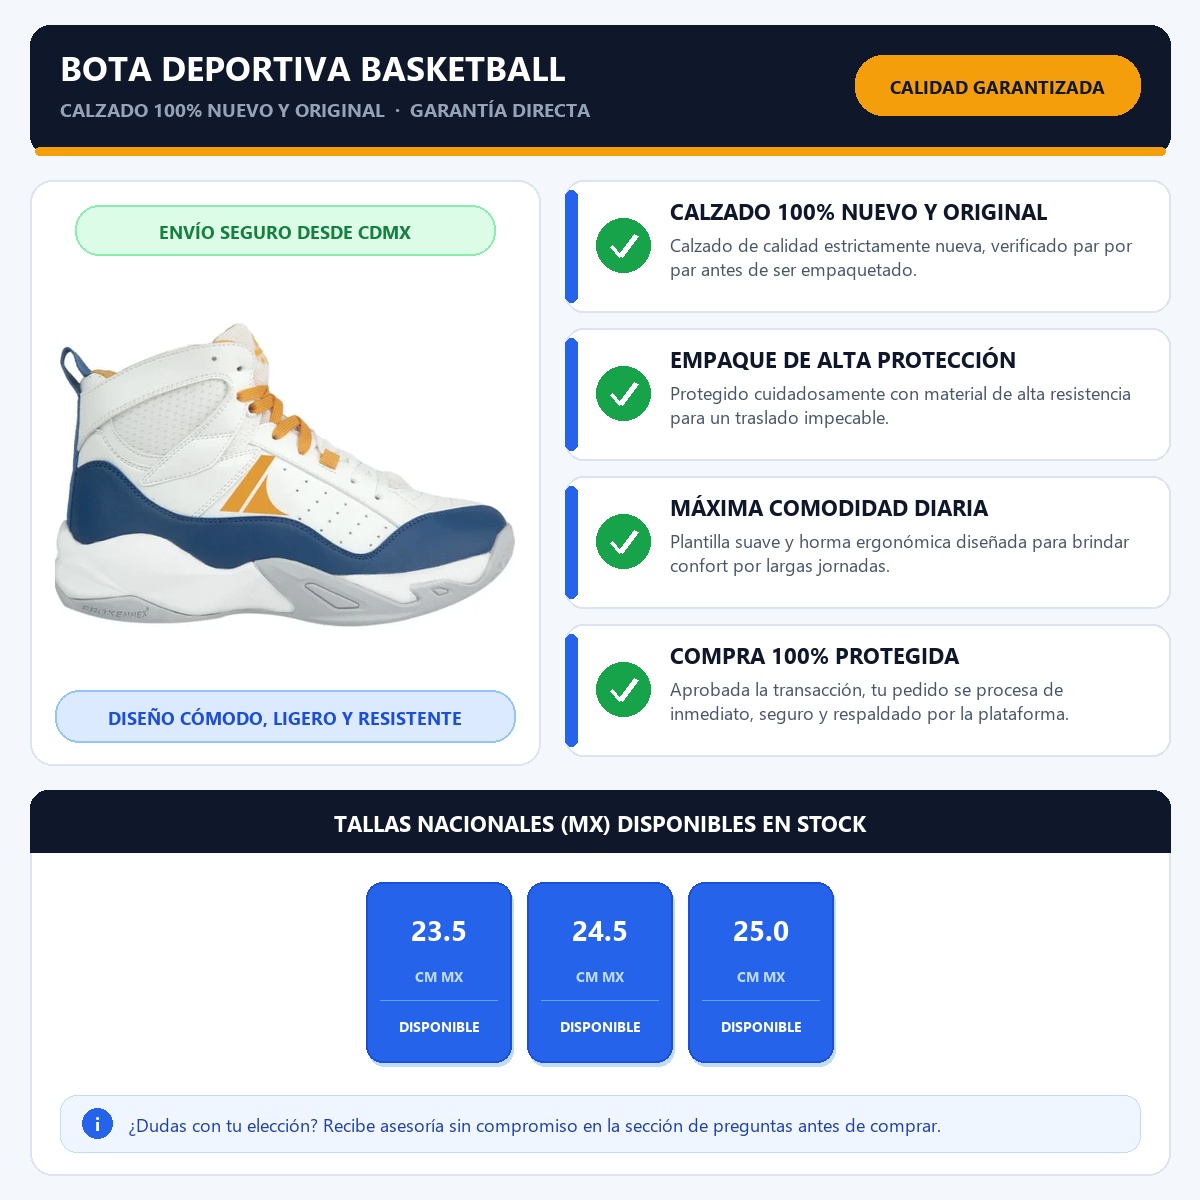 BOTA DEPORTIVA BASKETBALL
CALZADO 100% NUEVO Y ORIGINAL · GARANTÍA DIRECTA
CALIDAD GARANTIZADA
ENVÍO SEGURO DESDE CDMX
DISEÑO CÓMODO, LIGERO Y RESISTENTE
CALZADO 100% NUEVO Y ORIGINAL
Calzado de calidad estrictamente nueva, verificado par por
par antes de ser empaquetado.
EMPAQUE DE ALTA PROTECCIÓN
Protegido cuidadosamente con material de alta resistencia
para un traslado impecable.
MÁXIMA COMODIDAD DIARIA
Plantilla suave y horma ergonómica diseñada para brindar
confort por largas jornadas.
COMPRA 100% PROTEGIDA
Aprobada la transacción, tu pedido se procesa de
inmediato, seguro y respaldado por la plataforma.
TALLAS NACIONALES (MX) DISPONIBLES EN STOCK
23.5
CM MX
DISPONIBLE
24.5
CM MX
DISPONIBLE
25.0
CM MX
DISPONIBLE
¿Dudas con tu elección? Recibe asesoría sin compromiso en la sección de preguntas antes de comprar.